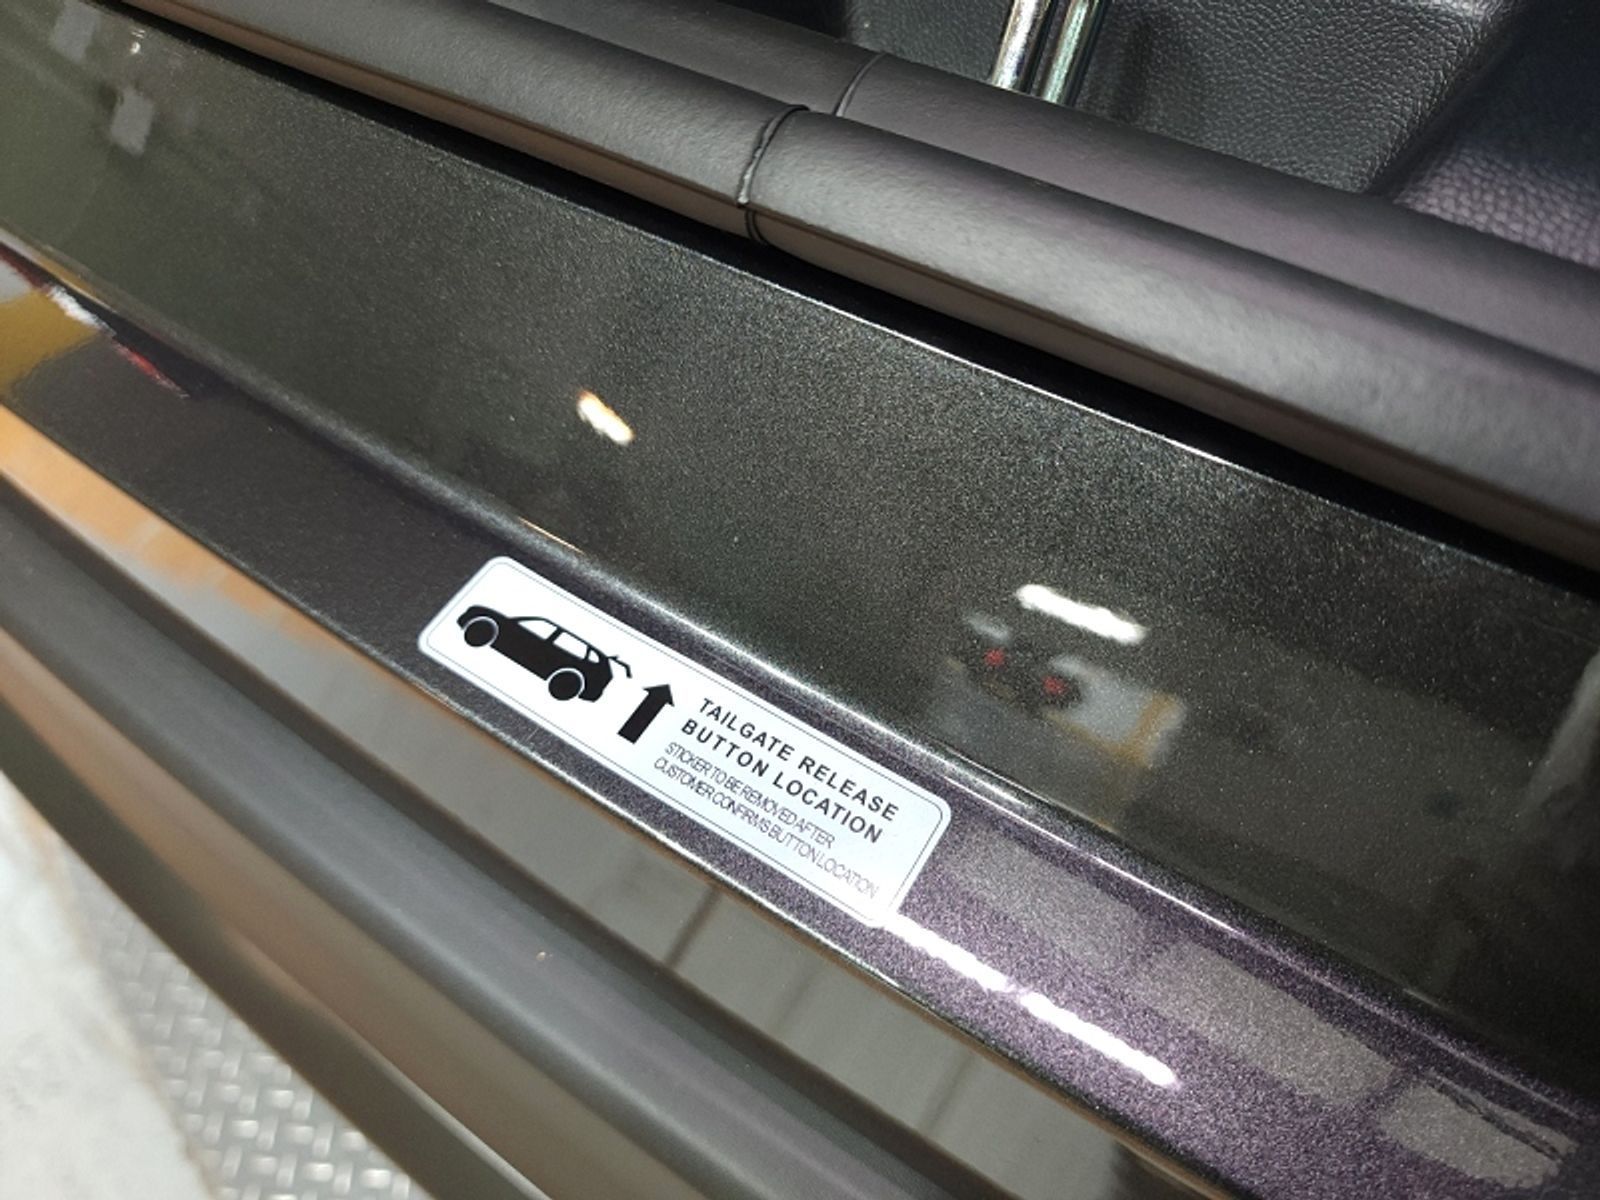 TAILGATE RELEASE
BUTTON LOCATION
STICKER TO BE REMOVED AFTER
CUSTOMER CONFIRMS BUTTON LOCATION